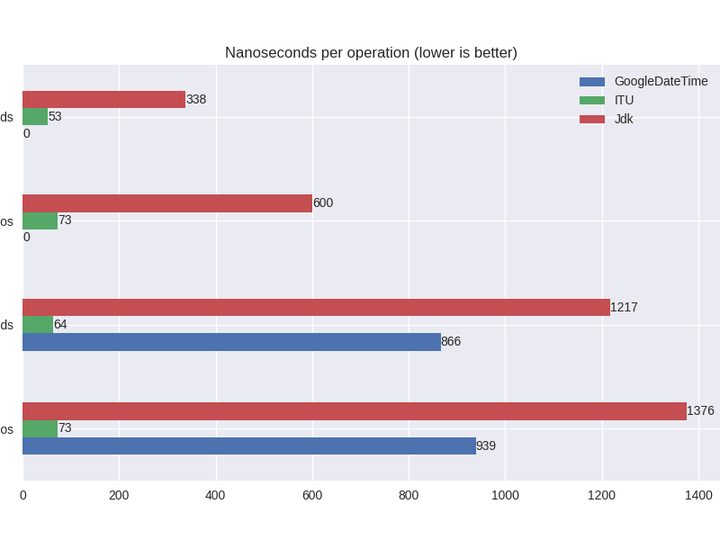 Nanoseconds per operation (lower is better)
GoogleDateTime
ITU
Jdk
338
ds 53
0
600
os 73
0
1217
ds 64
866
1376
os 73
939
0 200 400 600 800 1000 1200 1400